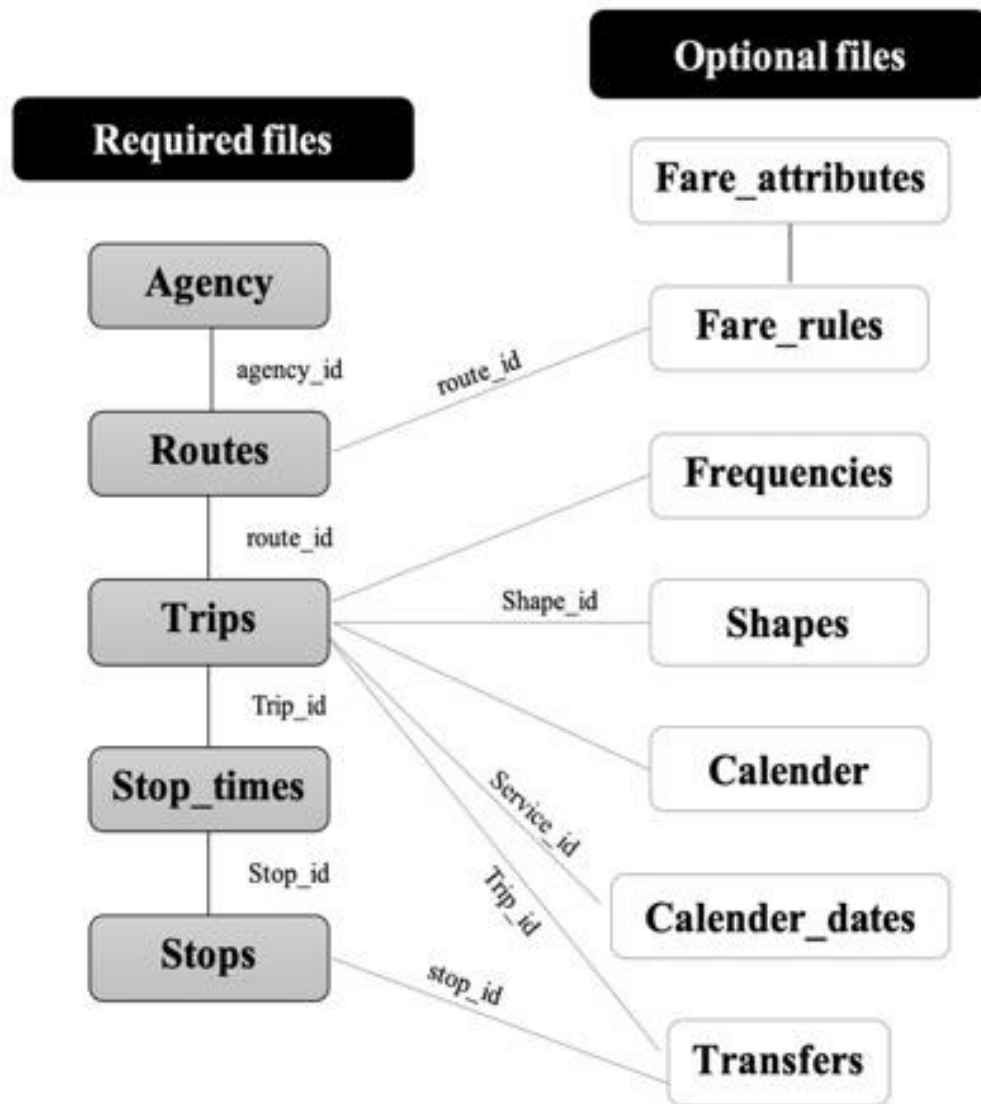 Optional files
Required files
Fare_attributes
Agency
Fare_rules
agency_id
route_id
Routes
Frequencies
route_id
Shape_id
Trips
Shapes
Trip_id
Calender
Stop_times
Service_id
Stop_id
Trip_id
Calender_dates
Stops
stop_id
Transfers